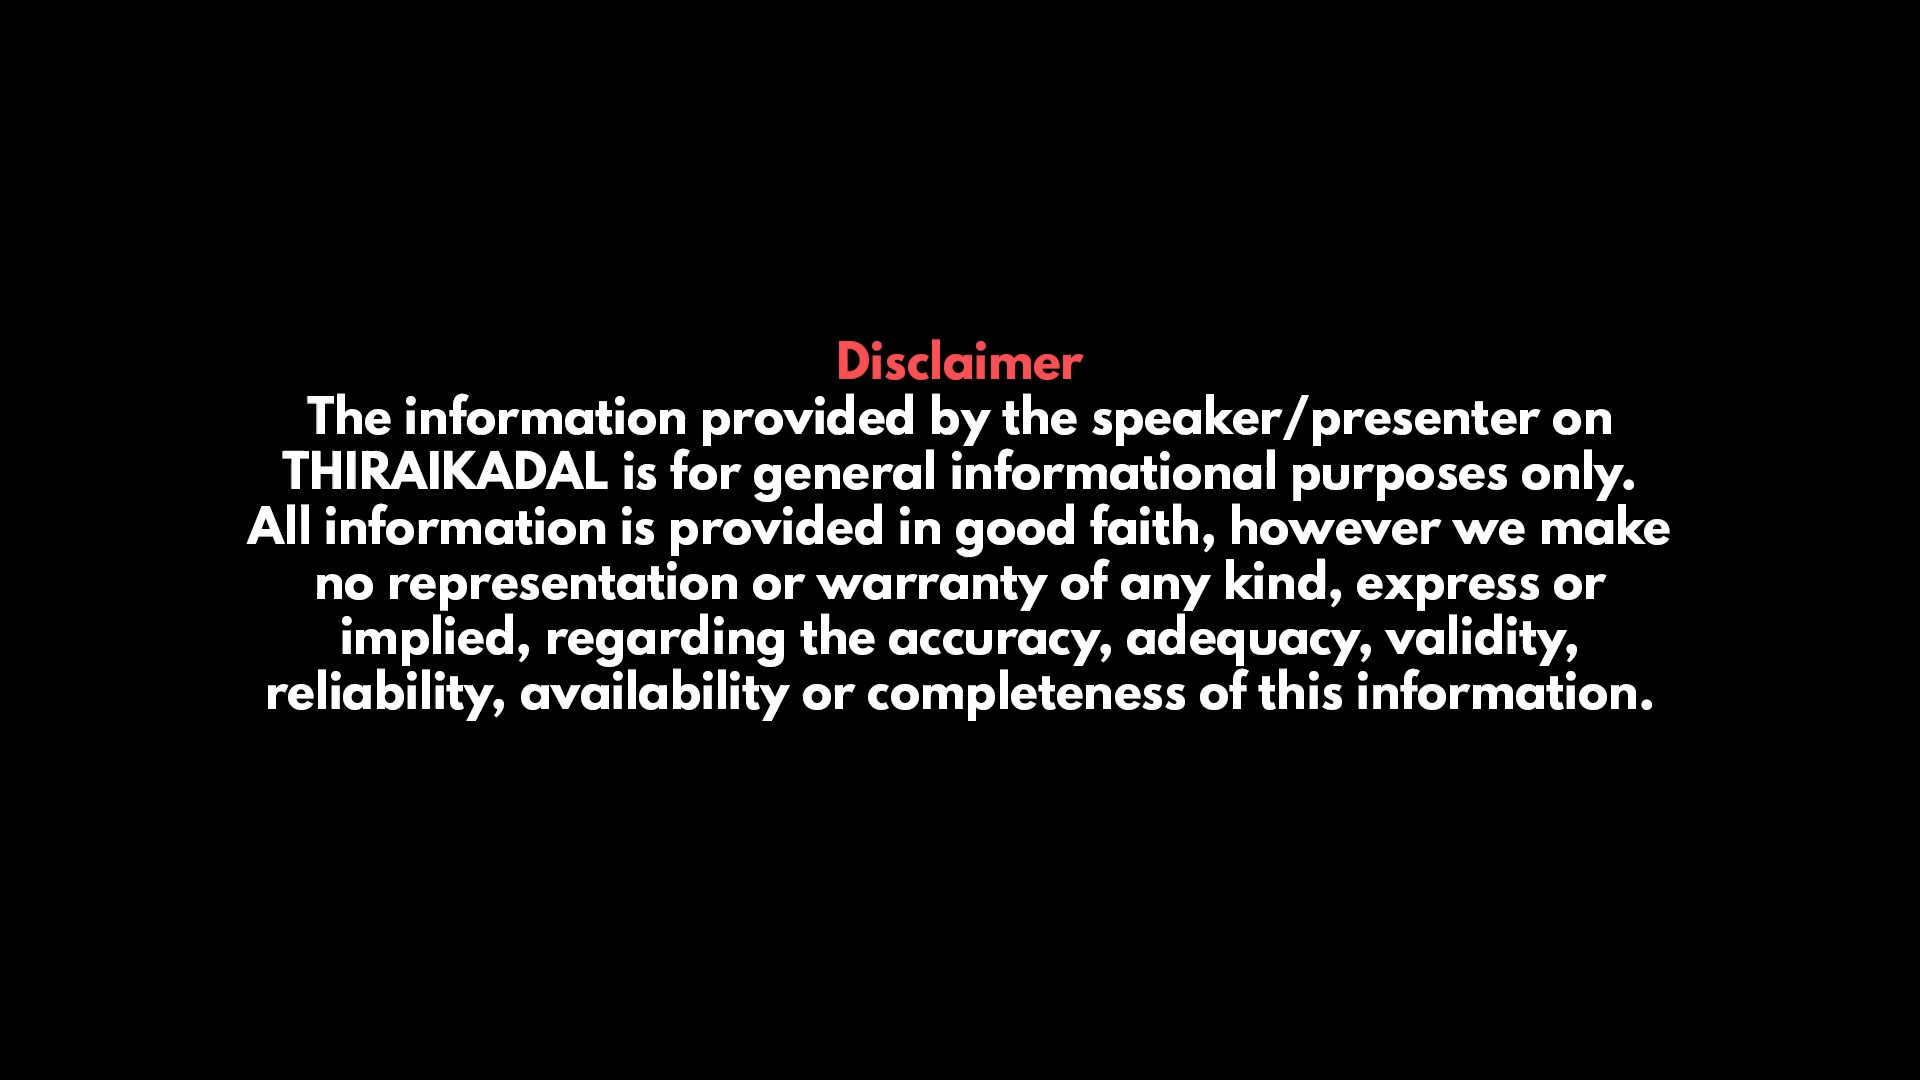 Disclaimer
The information provided by the speaker/presenter on
THIRAIKADAL is for general informational purposes only.
All information is provided in good faith, however we make
no representation or warranty of any kind, express or
implied, regarding the accuracy, adequacy, validity,
reliability, availability or completeness of this information.